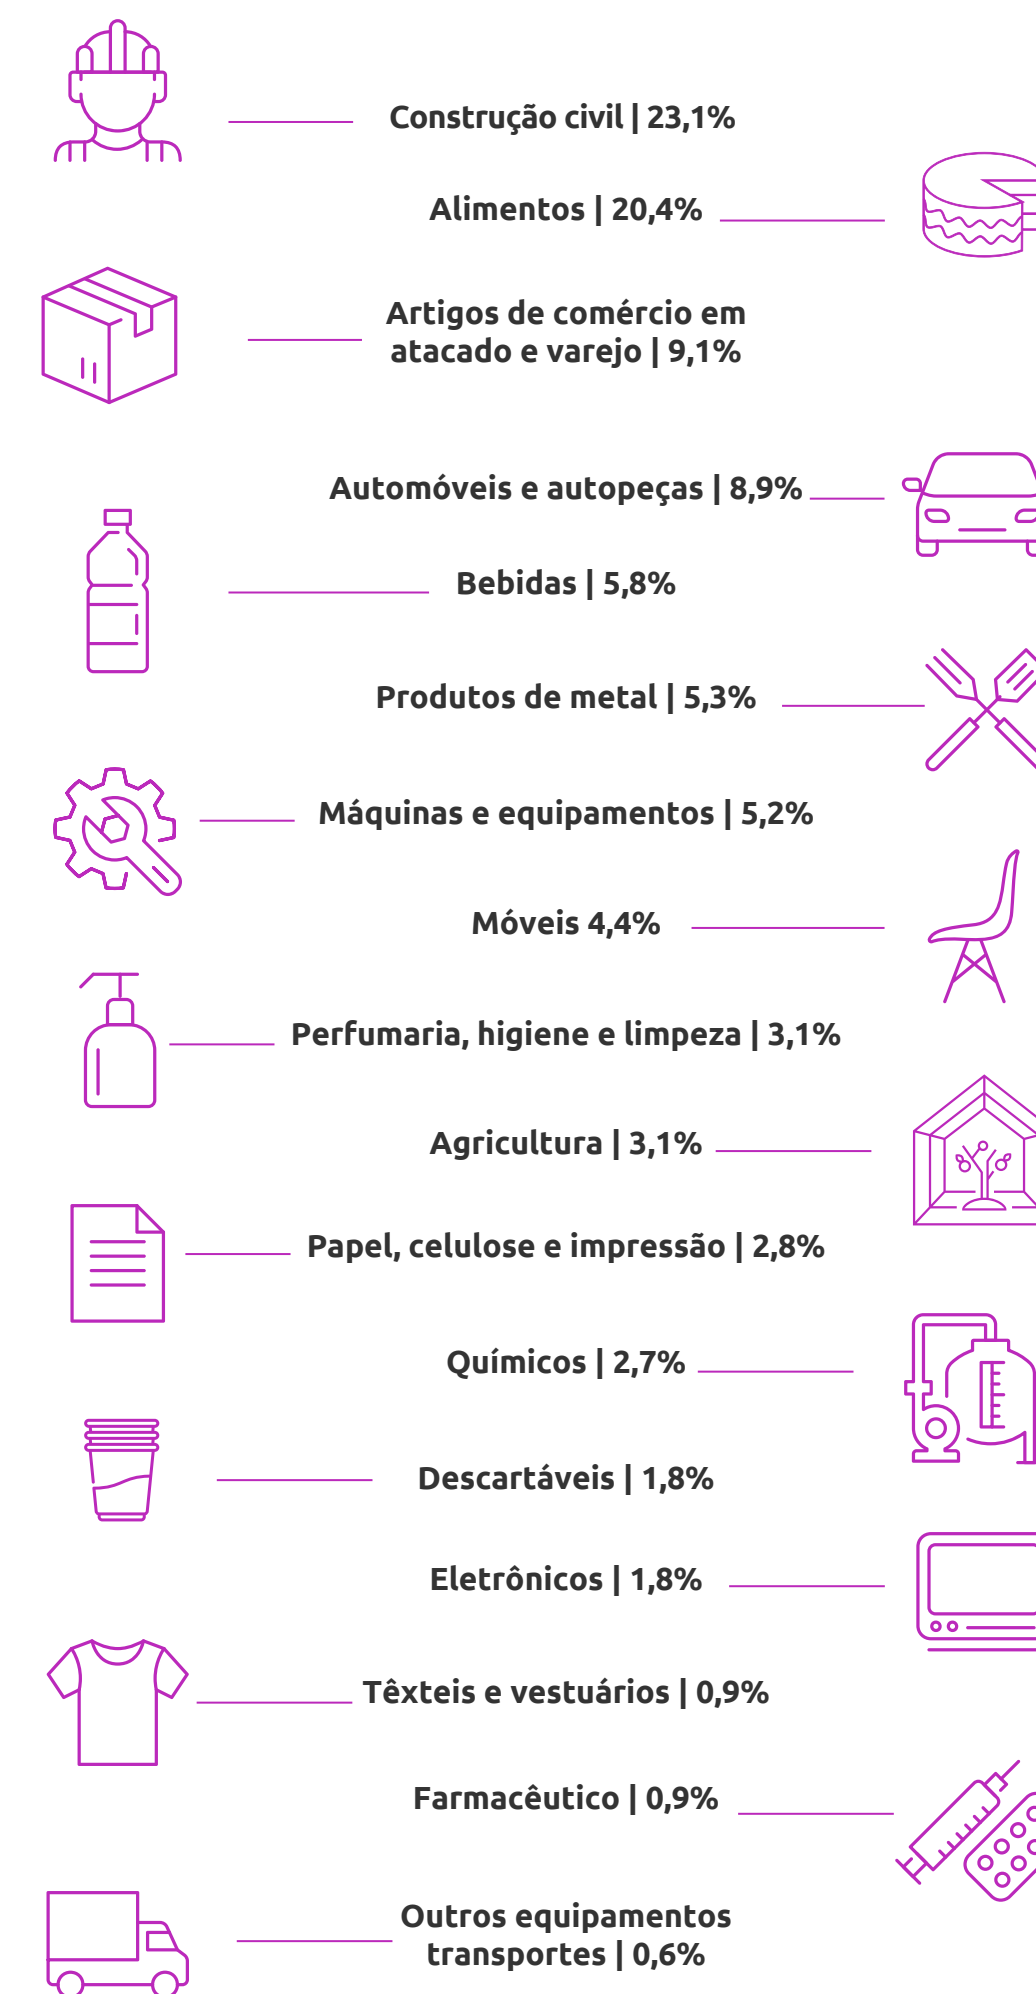 Construção civil | 23,1%
Alimentos | 20,4%
Artigos de comércio em
atacado e varejo | 9,1%
Automóveis e autopeças | 8,9%
Bebidas | 5,8%
Produtos de metal | 5,3%
Máquinas e equipamentos | 5,2%
Móveis 4,4%
Perfumaria, higiene e limpeza | 3,1%
Agricultura | 3,1%
Papel, celulose e impressão | 2,8%
Químicos | 2,7%
Descartáveis | 1,8%
Eletrônicos | 1,8%
Têxteis e vestuários | 0,9%
Farmacêutico | 0,9%
Outros equipamentos
transportes | 0,6%